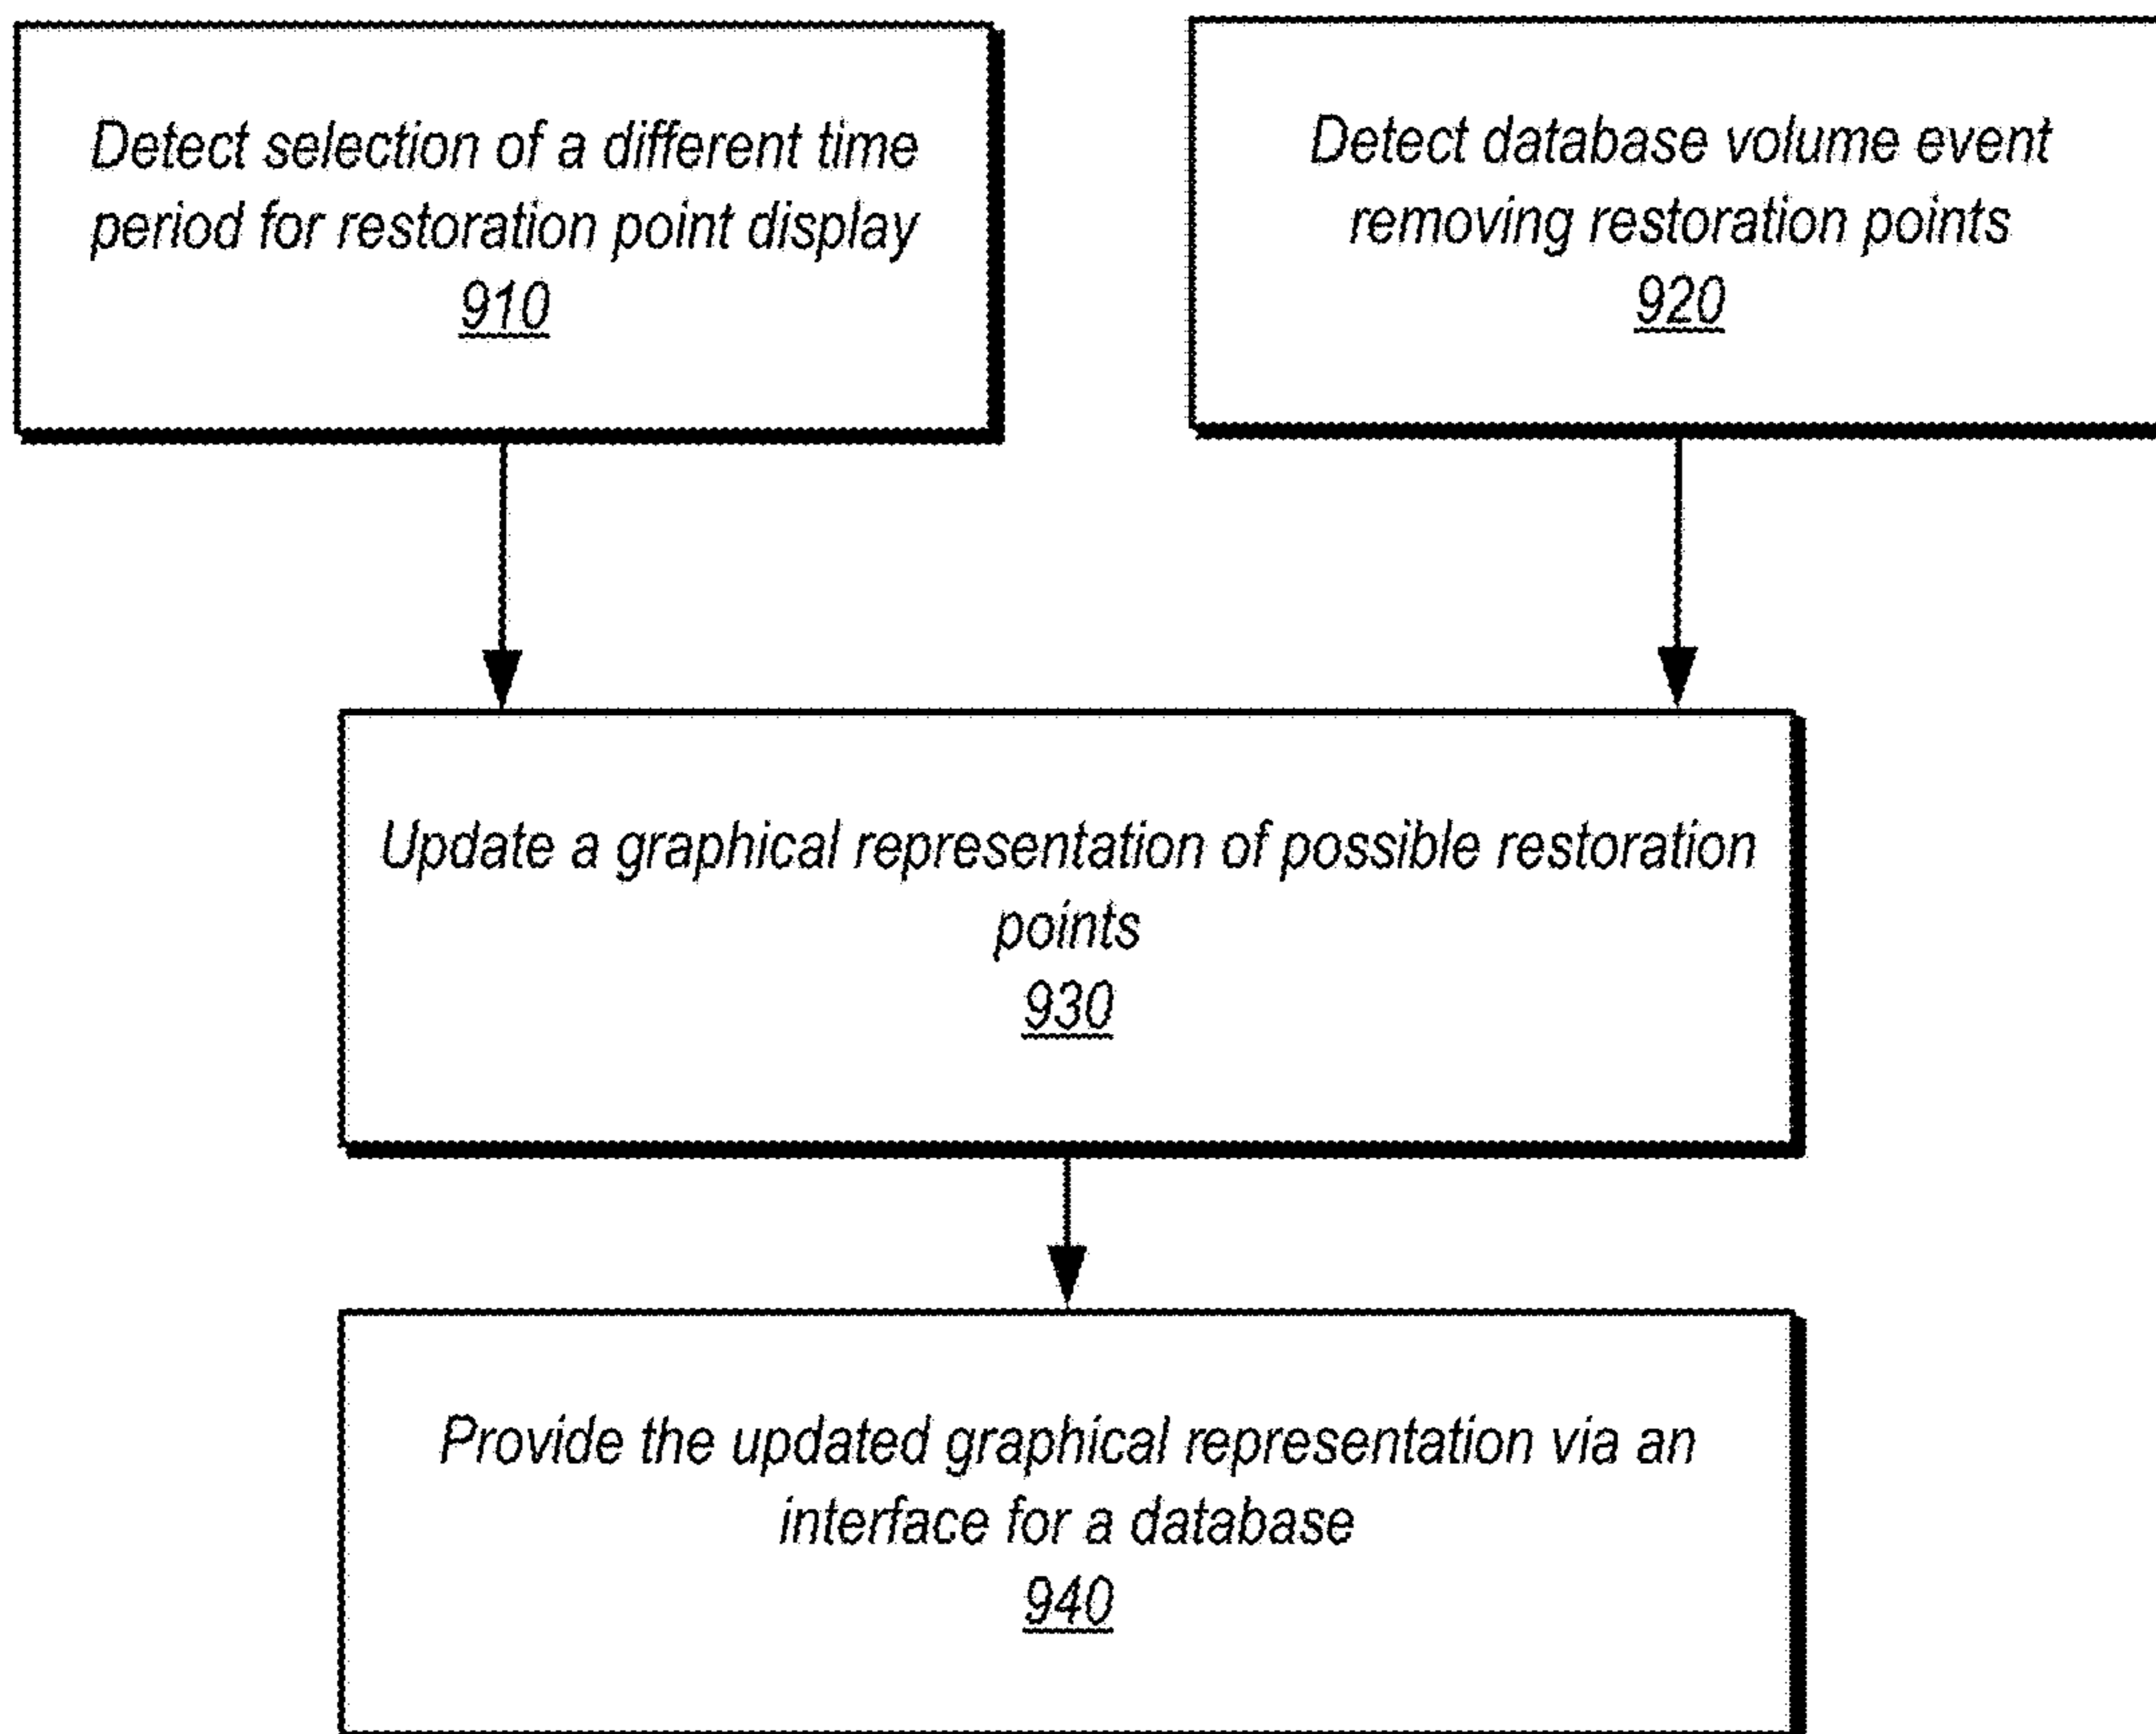 Detect selection of a different time
period for restoration point display
910
Detect database volume event
removing restoration points
920
Update a graphical representation of possible restoration
points
930
Provide the updated graphical representation via an
interface for a database
940